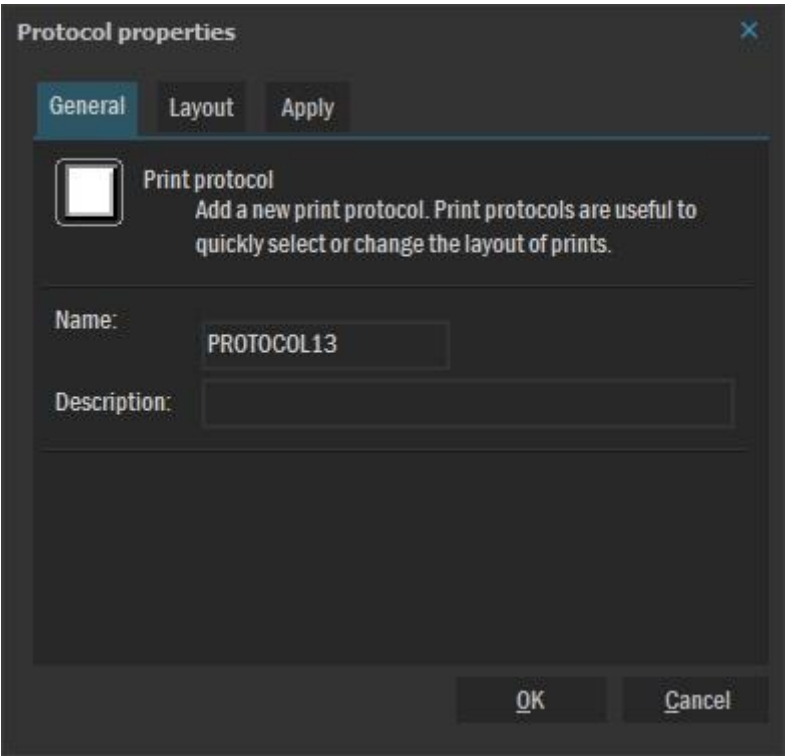 Protocol properties
General Layout Apply
Print protocol
Add a new print protocol. Print protocols are useful to
quickly select or change the layout of prints.
Name:
PROTOCOL13
Description:
OK Cancel